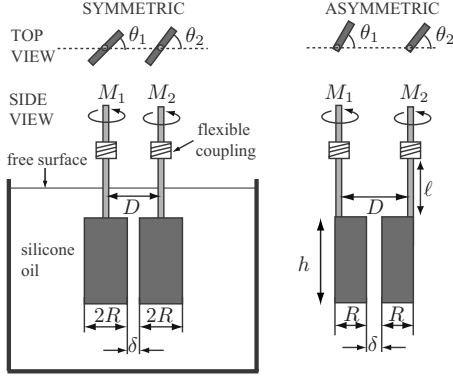 SYMMETRIC
ASYMMETRIC
TOP VIEW
θ1
θ2
θ1
θ2
SIDE VIEW
M1
M2
M1
M2
flexible coupling
free surface
D
D
ℓ
silicone oil
h
2R
2R
R
R
δ
δ